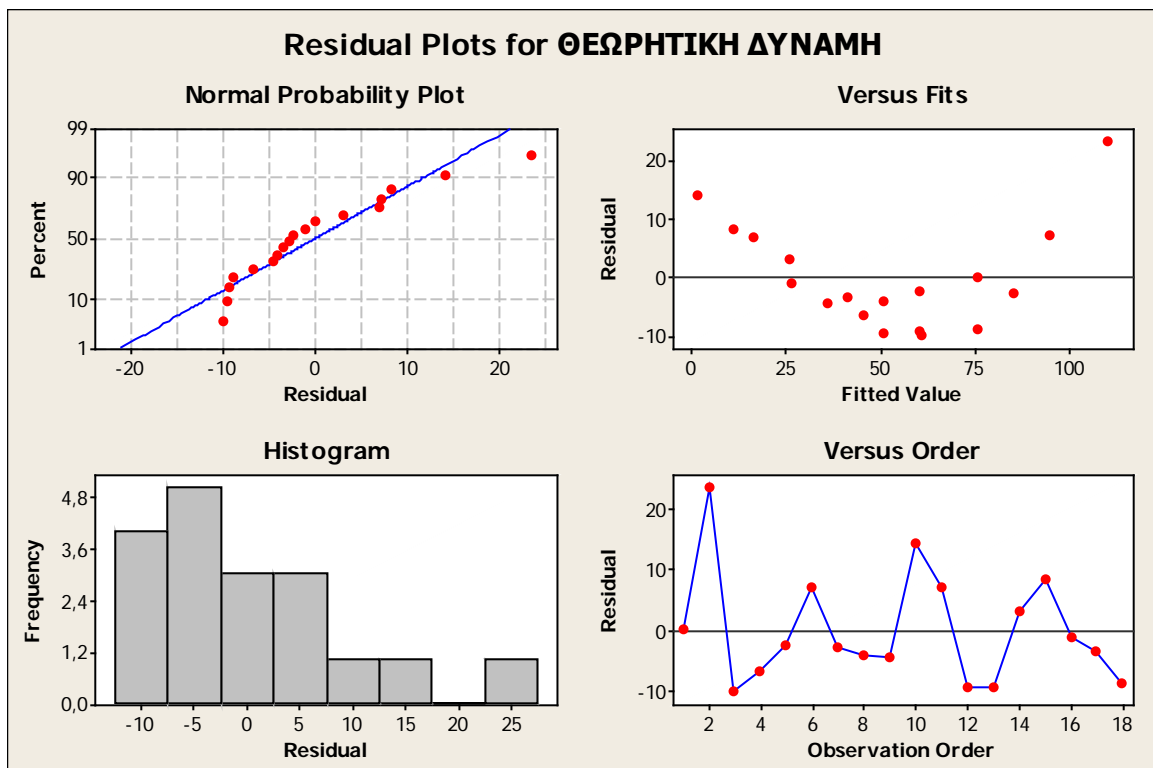 Residual Plots for ΘΕΩΡΗΤΙΚΗ ΔΥΝΑΜΗ
Normal Probability Plot
99
90
50
10
1
Percent
-20 -10 0 10 20
Residual
Versus Fits
20
10
0
-10
Residual
0 25 50 75 100
Fitted Value
Histogram
4,8
3,6
2,4
1,2
0,0
Frequency
-10 -5 0 5 10 15 20 25
Residual
Versus Order
20
10
0
-10
Residual
2 4 6 8 10 12 14 16 18
Observation Order